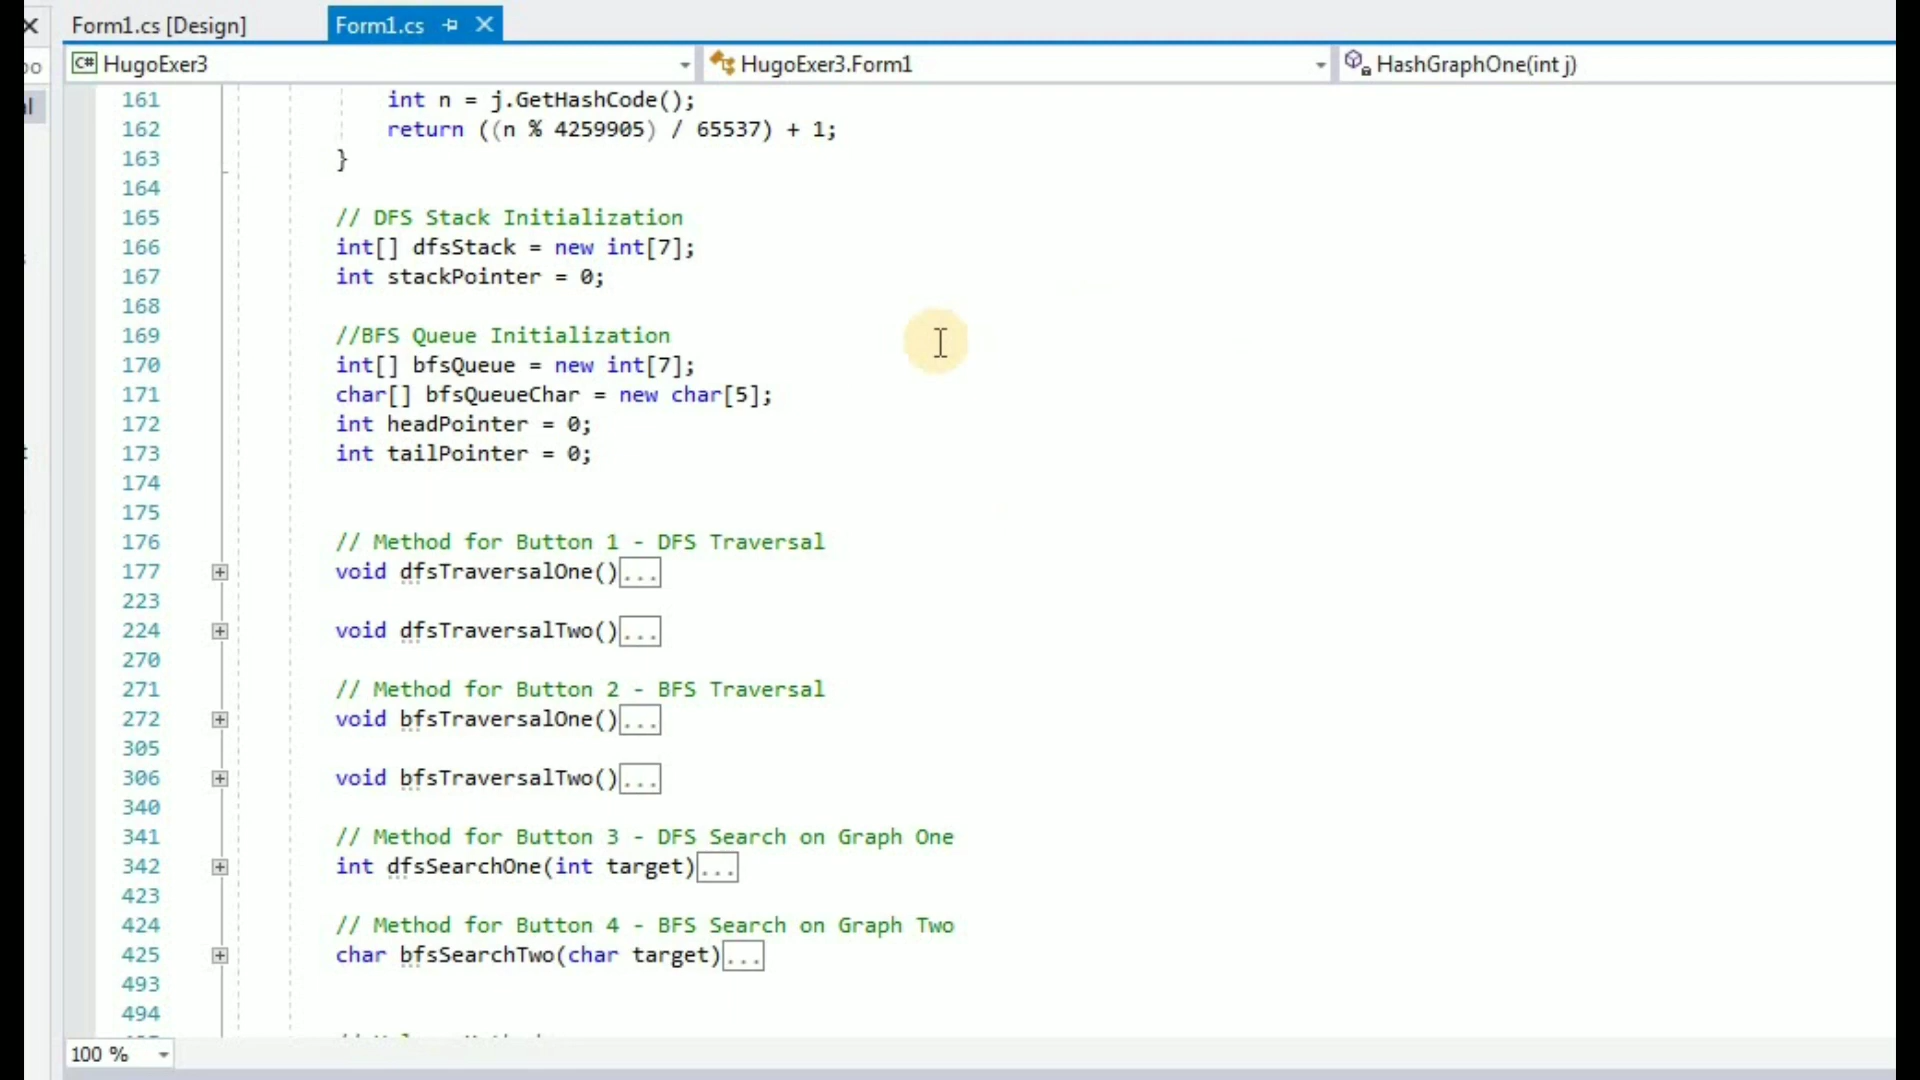 Form1.cs [Design]
Form1.cs
C# HugoExer3
HugoExer3.Form1
HashGraphOne(int j)
161 int n = j.GetHashCode();
162 return ((n % 4259905) / 65537) + 1;
163 }
164
165 // DFS Stack Initialization
166 int[] dfsStack = new int[7];
167 int stackPointer = 0;
168
169 //BFS Queue Initialization
170 int[] bfsQueue = new int[7];
171 char[] bfsQueueChar = new char[5];
172 int headPointer = 0;
173 int tailPointer = 0;
174
175
176 // Method for Button 1 - DFS Traversal
177 void dfsTraversalOne()...
223
224 void dfsTraversalTwo()...
270
271 // Method for Button 2 - BFS Traversal
272 void bfsTraversalOne()...
305
306 void bfsTraversalTwo()...
340
341 // Method for Button 3 - DFS Search on Graph One
342 int dfsSearchOne(int target)...
423
424 // Method for Button 4 - BFS Search on Graph Two
425 char bfsSearchTwo(char target)...
493
494
100 %